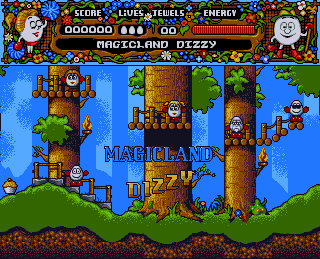 SCORE LIVES JEWELS ENERGY
000000 00
MAGICLAND DIZZY
MAGICLAND
DIZZY